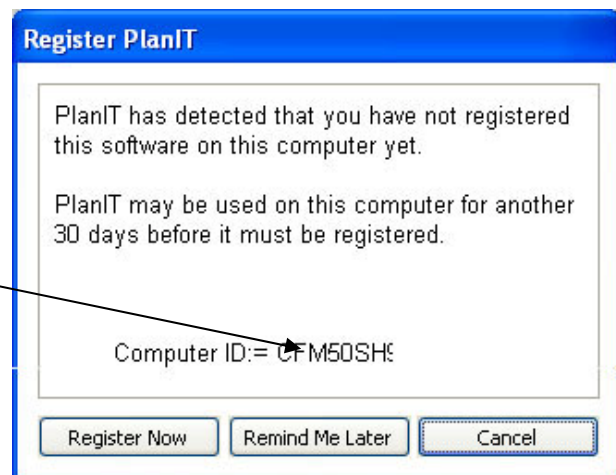 Register PlanIT
PlanIT has detected that you have not registered
this software on this computer yet.
PlanIT may be used on this computer for another
30 days before it must be registered.
Computer ID:=
Register Now
Remind Me Later
Cancel